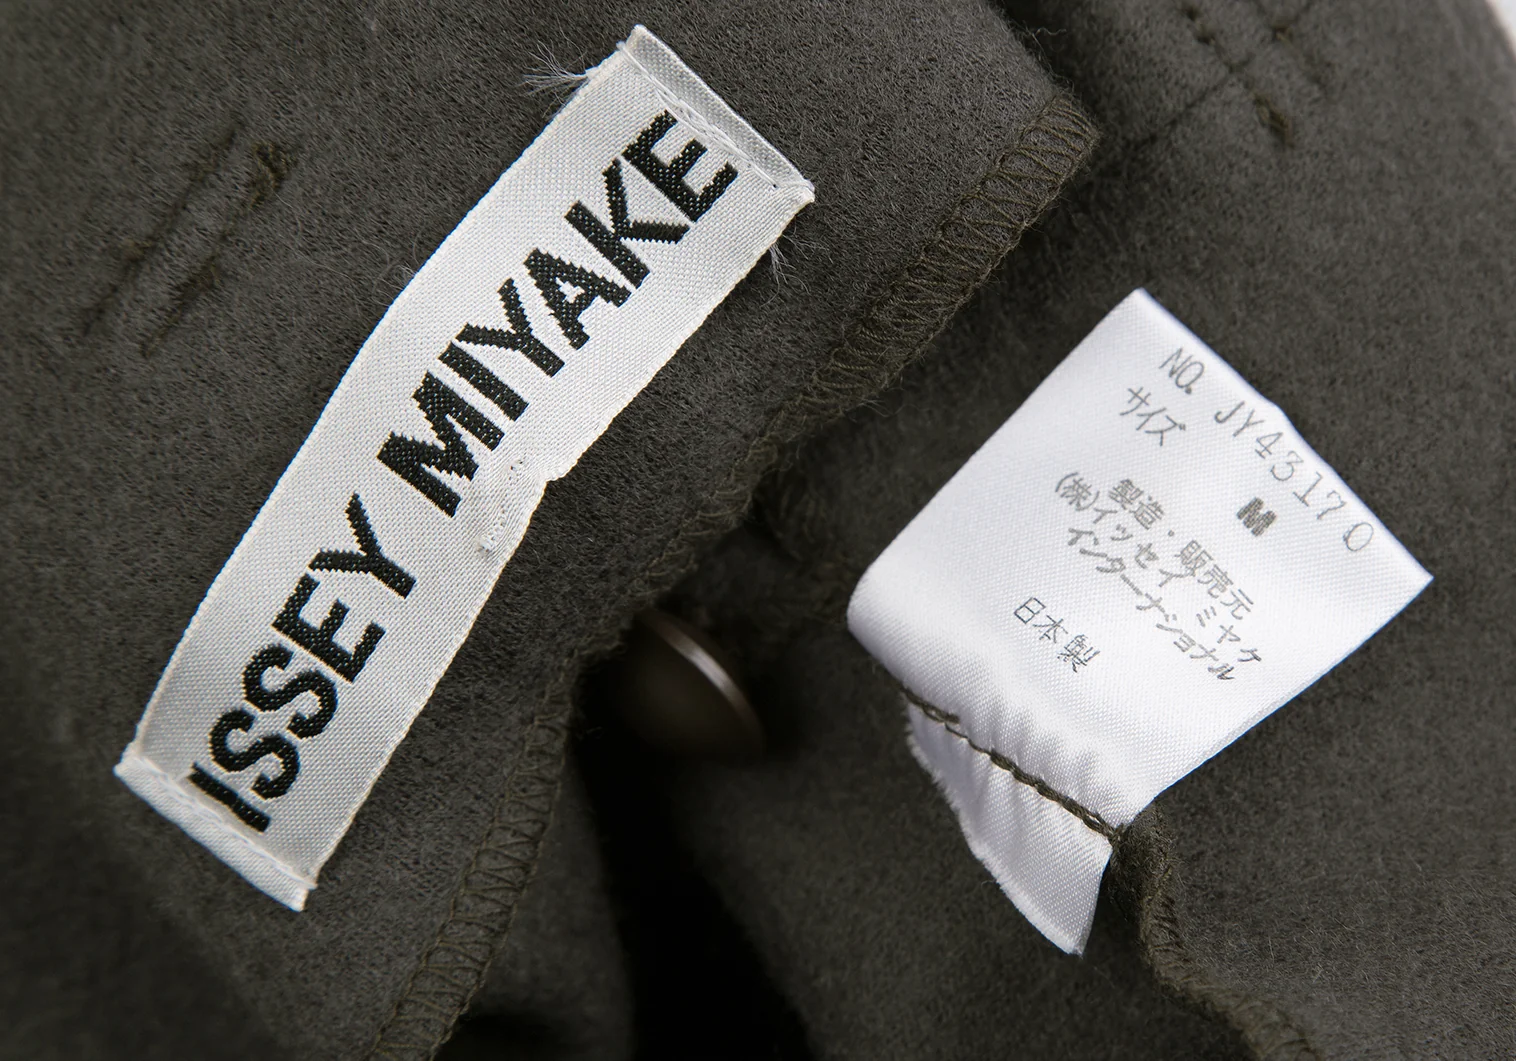 ISSEY MIYAKE
NO. JY43170
サイズ M
製造・販売元
(株)イッセイ ミヤケ
インターナショナル
日本製